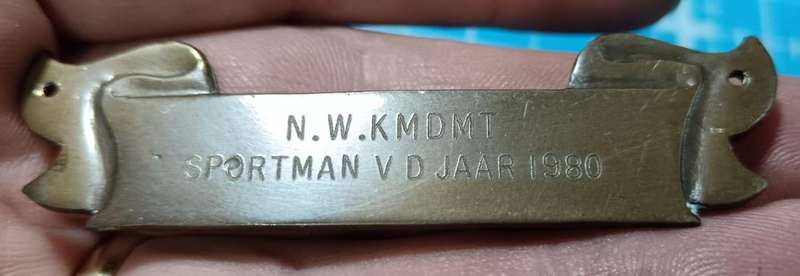 N.W.KMDMT
SPORTMAN V D JAAR 1980